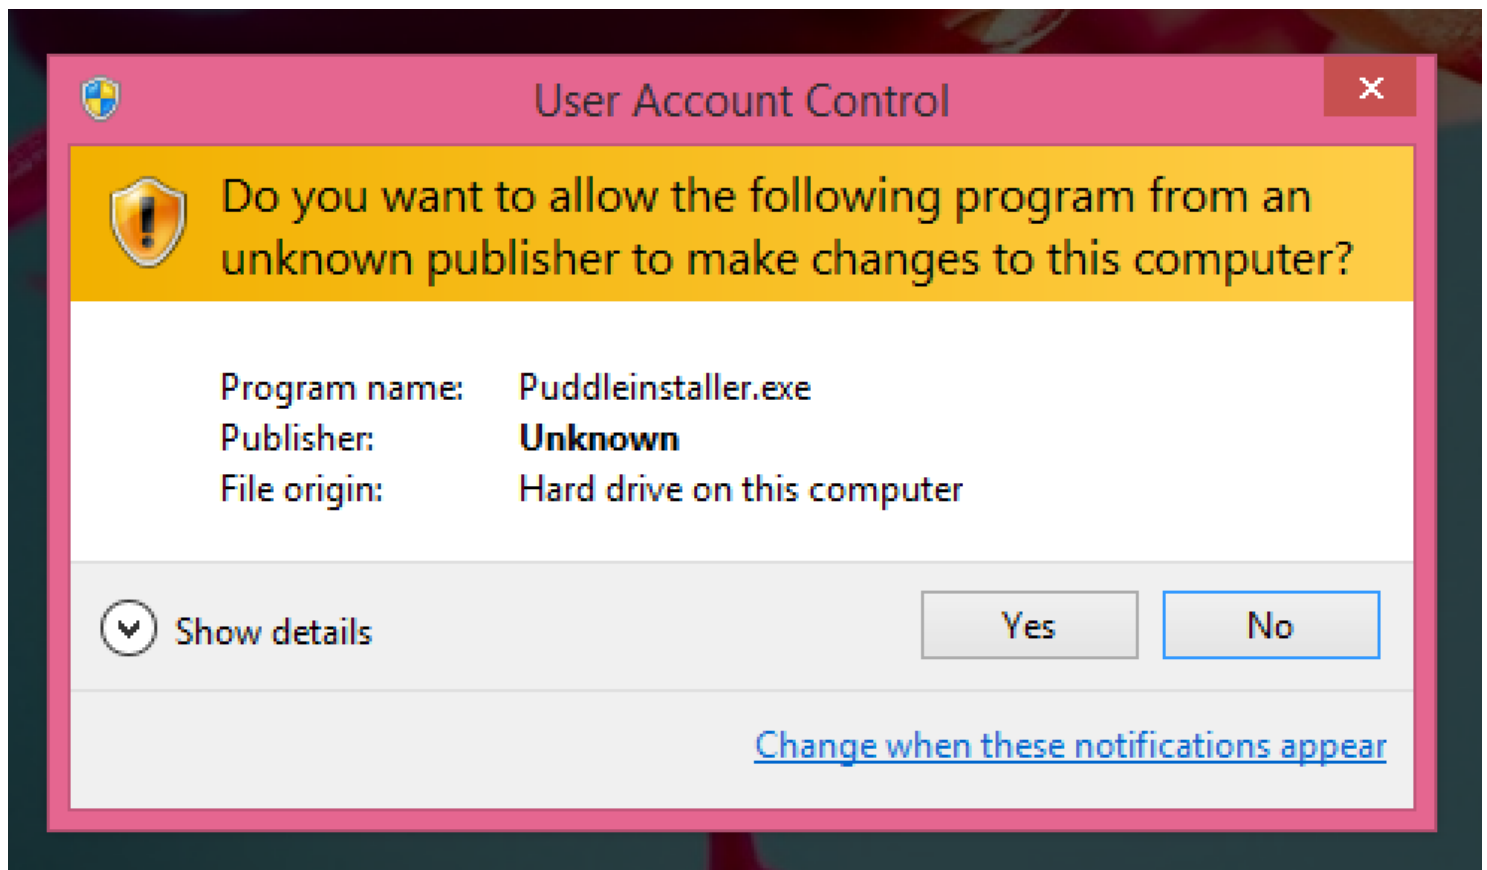 User Account Control
Do you want to allow the following program from an
unknown publisher to make changes to this computer?
Program name: Puddleinstaller.exe
Publisher: Unknown
File origin: Hard drive on this computer
Show details
Yes No
Change when these notifications appear